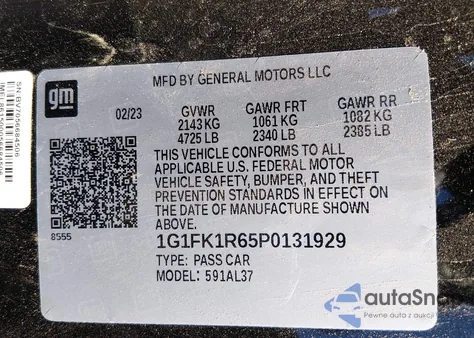 MFD BY GENERAL MOTORS LLC
gm
02/23
GVWR
2143 KG
4725 LB
GAWR FRT
1061 KG
2340 LB
GAWR RR
1082 KG
2385 LB
THIS VEHICLE CONFORMS TO ALL
APPLICABLE U.S. FEDERAL MOTOR
VEHICLE SAFETY, BUMPER, AND THEFT
PREVENTION STANDARDS IN EFFECT ON
THE DATE OF MANUFACTURE SHOWN
ABOVE.
8555
1G1FK1R65P0131929
TYPE: PASS CAR
MODEL: 591AL37
SN:BV7056684506
autaSnap
Pewne auta z aukcji